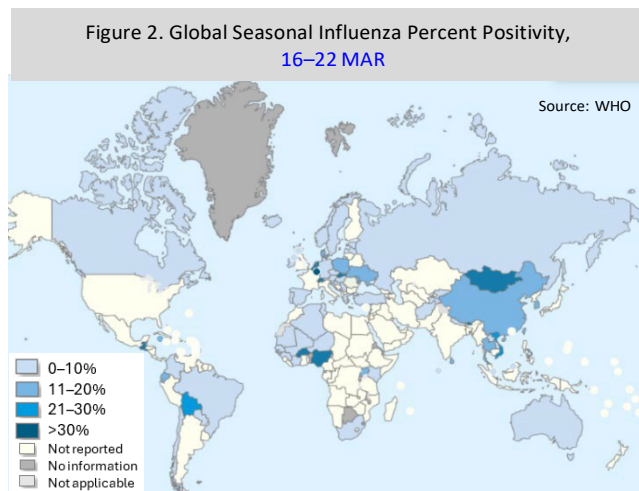 Figure 2. Global Seasonal Influenza Percent Positivity,
16–22 MAR
Source: WHO
0–10%
11–20%
21–30%
>30%
Not reported
No information
Not applicable